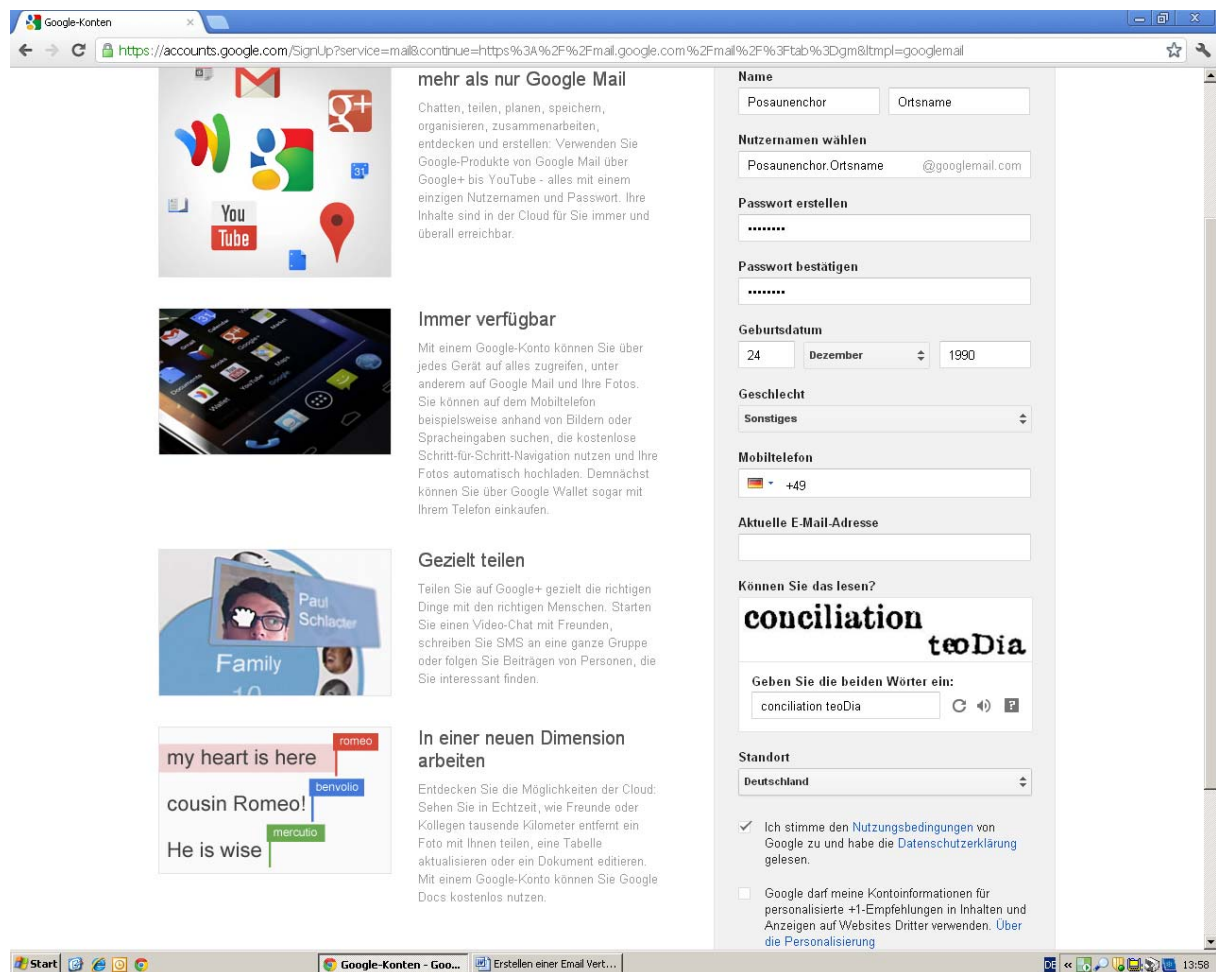 Google-Konten
https://accounts.google.com/SignUp?service=mail&continue=https%3A%2F%2Fmail.google.com%2Fmail%2F%3Ftab%3Dgm&ltmpl=googlemail
You
Tube
31
g+
mehr als nur Google Mail
Chatten, teilen, planen, speichern,
organisieren, zusammenarbeiten,
entdecken und erstellen: Verwenden Sie
Google-Produkte von Google Mail über
Google+ bis YouTube - alles mit einem
einzigen Nutzernamen und Passwort. Ihre
Inhalte sind in der Cloud für Sie immer und
überall erreichbar.
Immer verfügbar
Mit einem Google-Konto können Sie über
jedes Gerät auf alles zugreifen, unter
anderem auf Google Mail und Ihre Fotos.
Sie können auf dem Mobiltelefon
beispielsweise anhand von Bildern oder
Spracheingaben suchen, die kostenlose
Schritt-für-Schritt-Navigation nutzen und Ihre
Fotos automatisch hochladen. Demnächst
können Sie über Google Wallet sogar mit
Ihrem Telefon einkaufen.
Paul
Schlacter
Family
10
Gezielt teilen
Teilen Sie auf Google+ gezielt die richtigen
Dinge mit den richtigen Menschen. Starten
Sie einen Video-Chat mit Freunden,
schreiben Sie SMS an eine ganze Gruppe
oder folgen Sie Beiträgen von Personen, die
Sie interessant finden.
romeo
my heart is here
benvolio
cousin Romeo!
mercutio
He is wise
In einer neuen Dimension
arbeiten
Entdecken Sie die Möglichkeiten der Cloud:
Sehen Sie in Echtzeit, wie Freunde oder
Kollegen tausende Kilometer entfernt ein
Foto mit Ihnen teilen, eine Tabelle
aktualisieren oder ein Dokument editieren.
Mit einem Google-Konto können Sie Google
Docs kostenlos nutzen.
Name
Posaunenchor Ortsname
Nutzernamen wählen
Posaunenchor.Ortsname @googlemail.com
Passwort erstellen
••••••••
Passwort bestätigen
••••••••
Geburtsdatum
24 Dezember 1990
Geschlecht
Sonstiges
Mobiltelefon
+49
Aktuelle E-Mail-Adresse
Können Sie das lesen?
conciliation
teoDia
Geben Sie die beiden Wörter ein:
conciliation teoDia
Standort
Deutschland
Ich stimme den Nutzungsbedingungen von
Google zu und habe die Datenschutzerklärung
gelesen.
Google darf meine Kontoinformationen für
personalisierte +1-Empfehlungen in Inhalten und
Anzeigen auf Websites Dritter verwenden. Über
die Personalisierung
Start Google-Konten - Goo... Erstellen einer Email Vert... DE « 13:58